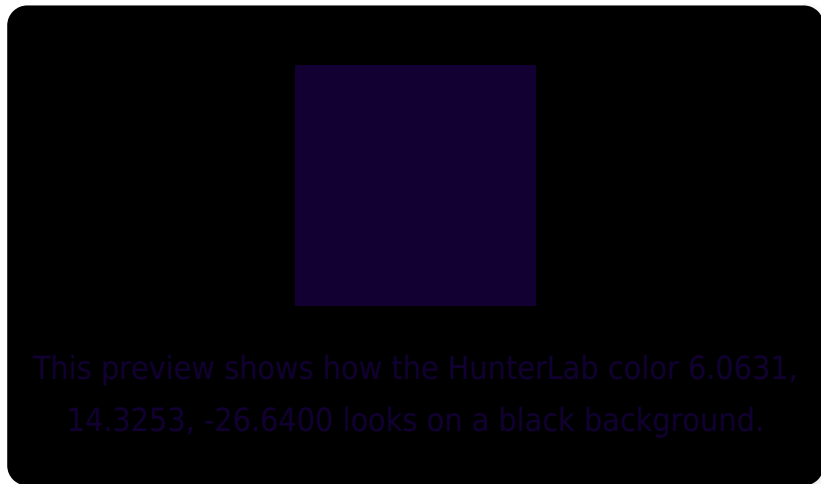 This preview shows how the HunterLab color 6.0631,
14.3253, -26.6400 looks on a black background.